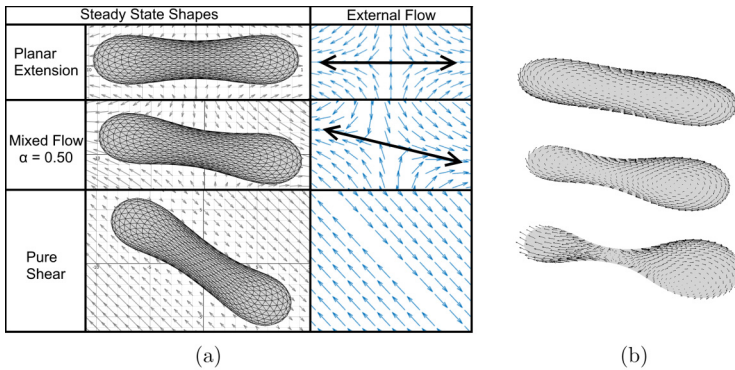 Steady State Shapes
External Flow
Planar
Extension
Mixed Flow
α = 0.50
Pure
Shear
(a)
(b)